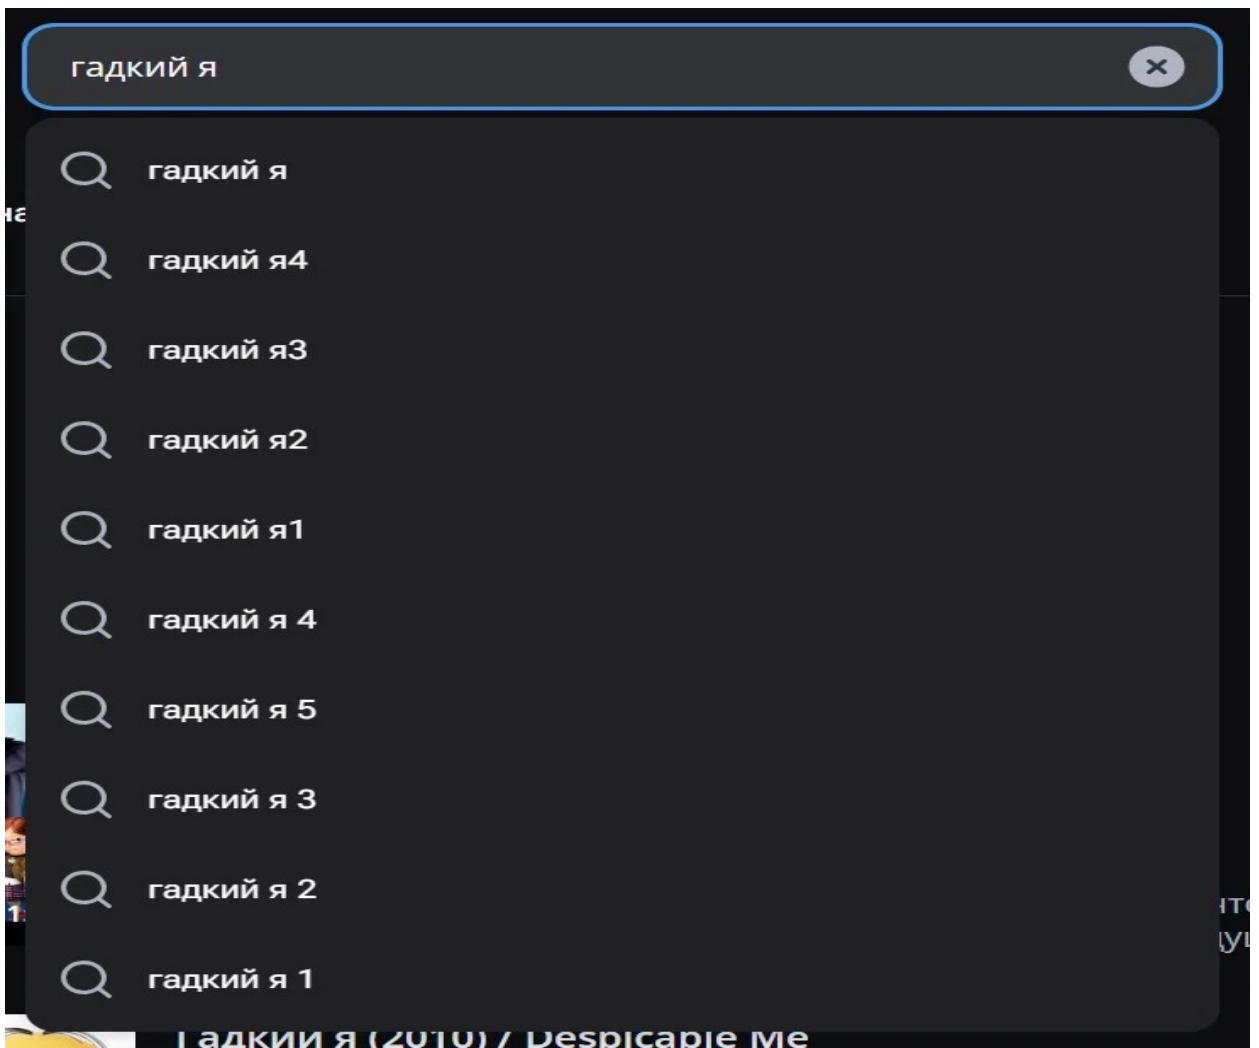 гадкий я
гадкий я
гадкий я4
гадкий я3
гадкий я2
гадкий я1
гадкий я 4
гадкий я 5
гадкий я 3
гадкий я 2
гадкий я 1
Гадкий я (2010) / Despicable Me